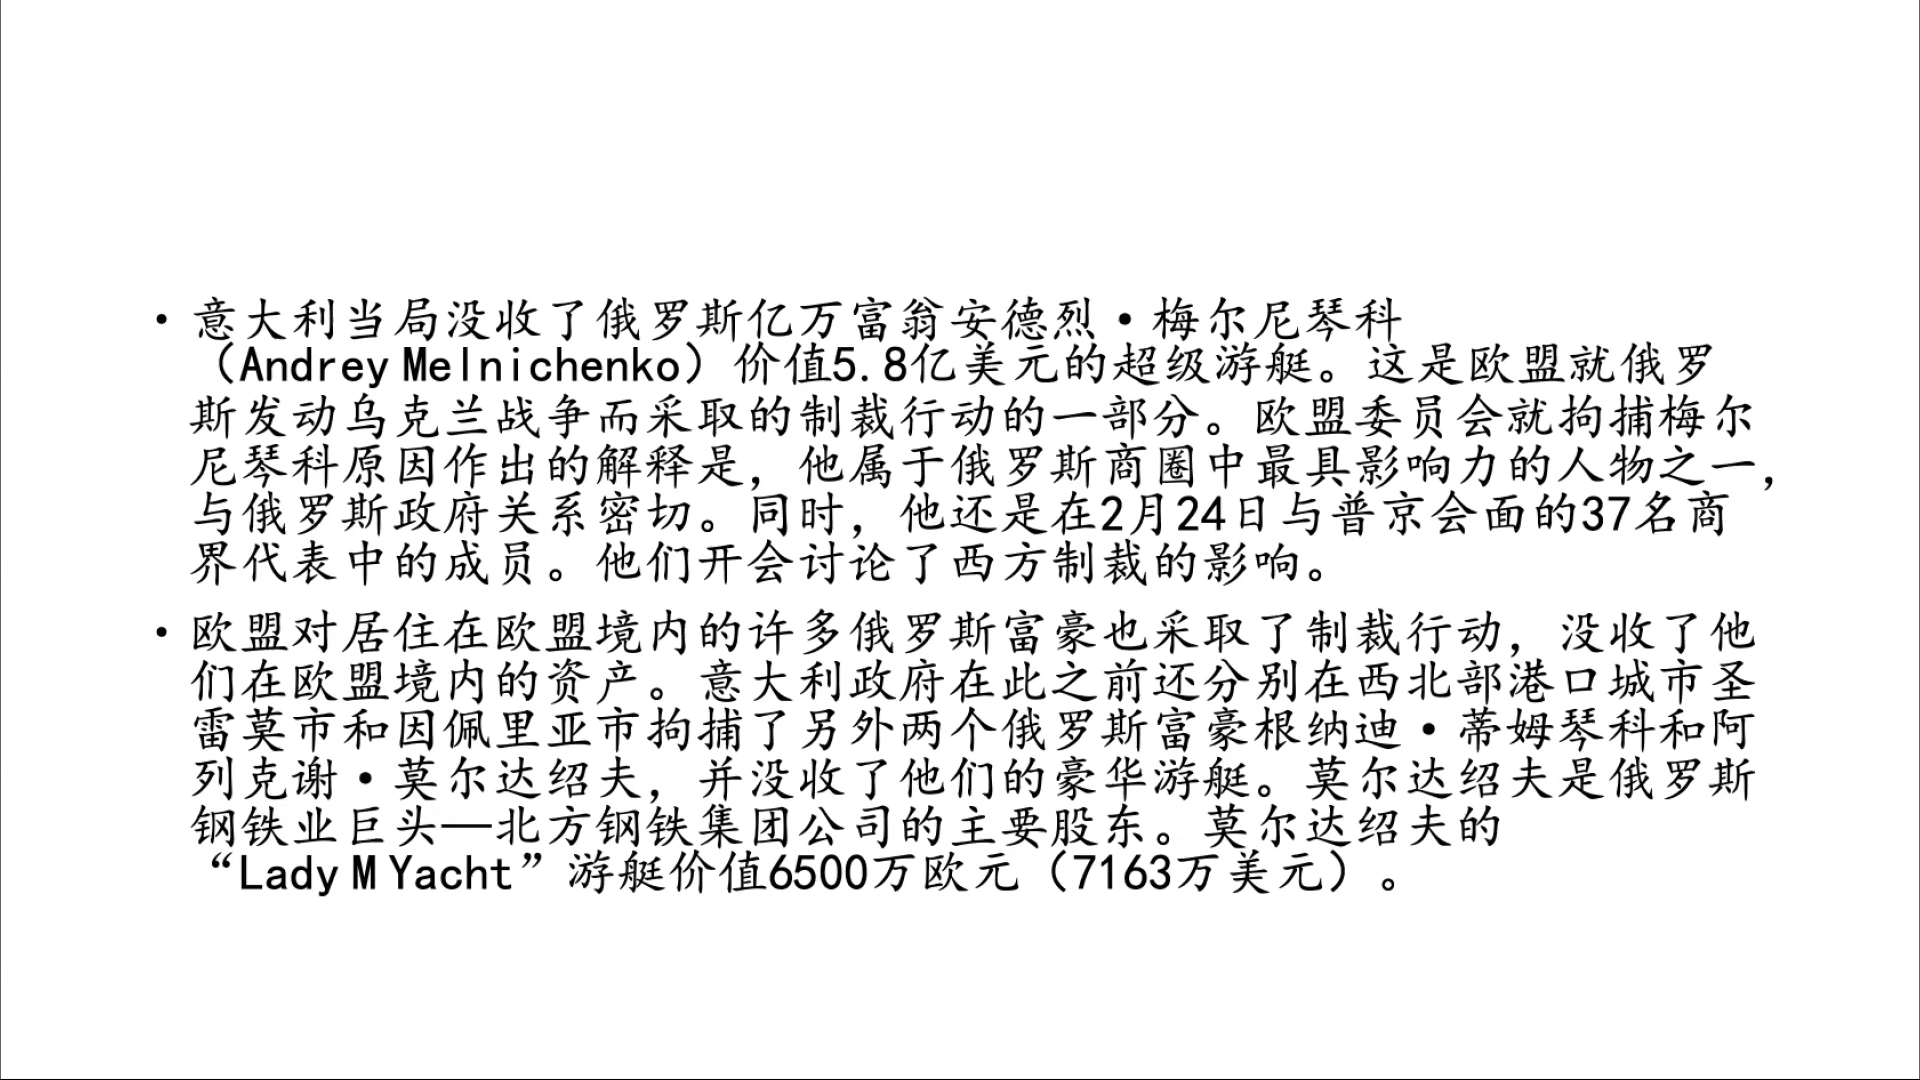 • 意大利当局没收了俄罗斯亿万富翁安德烈·梅尔尼琴科
（Andrey Melnichenko）价值5.8亿美元的超级游艇。这是欧盟就俄罗
斯发动乌克兰战争而采取的制裁行动的一部分。欧盟委员会就拘捕梅尔
尼琴科原因作出的解释是，他属于俄罗斯商圈中最具影响力的人物之一，
与俄罗斯政府关系密切。同时，他还是在2月24日与普京会面的37名商
界代表中的成员。他们开会讨论了西方制裁的影响。
• 欧盟对居住在欧盟境内的许多俄罗斯富豪也采取了制裁行动，没收了他
们在欧盟境内的资产。意大利政府在此之前还分别在西北部港口城市圣
雷莫市和因佩里亚市拘捕了另外两个俄罗斯富豪根纳迪·蒂姆琴科和阿
列克谢·莫尔达绍夫，并没收了他们的豪华游艇。莫尔达绍夫是俄罗斯
钢铁业巨头—北方钢铁集团公司的主要股东。莫尔达绍夫的
“Lady M Yacht”游艇价值6500万欧元（7163万美元）。